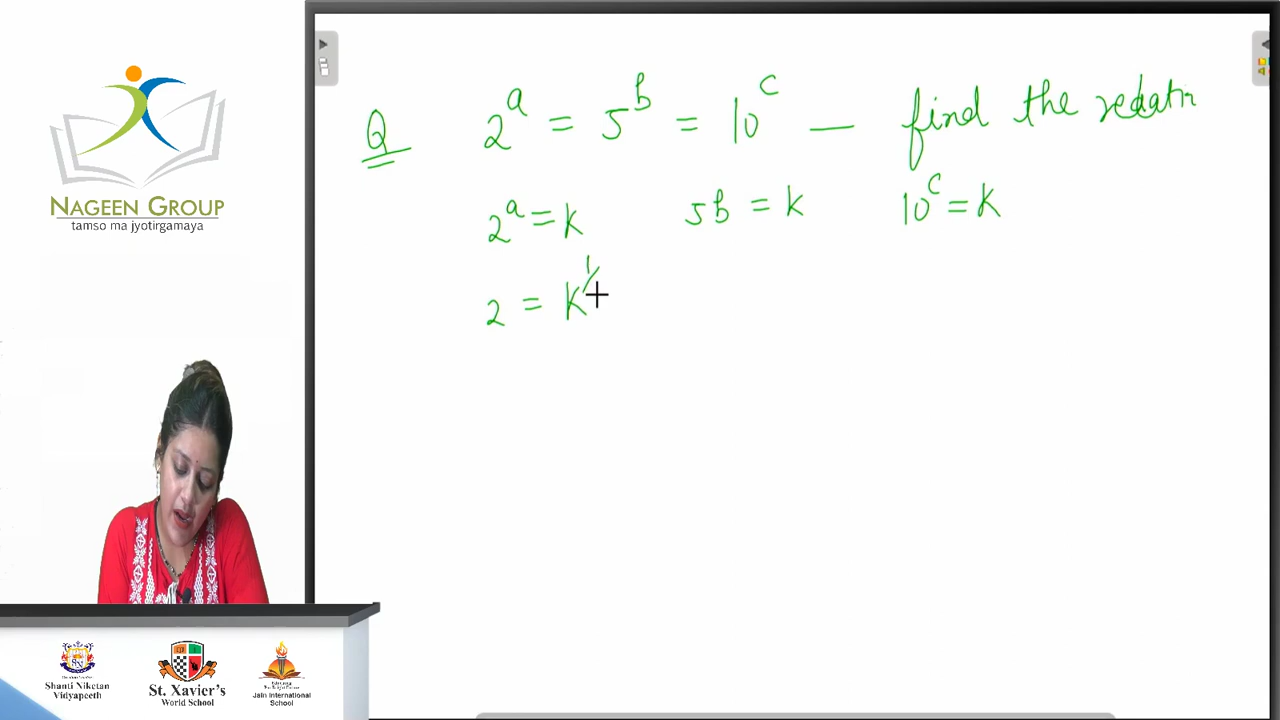 Q 2^a = 5^b = 10^c — find the
2^a = K 5b = K 10^c = K
2 = K^1/
NAGEEN GROUP
tamso ma jyotirgamaya
Shanti Niketan
Vidyapeeth
St. Xavier's
World School
Jain International
School